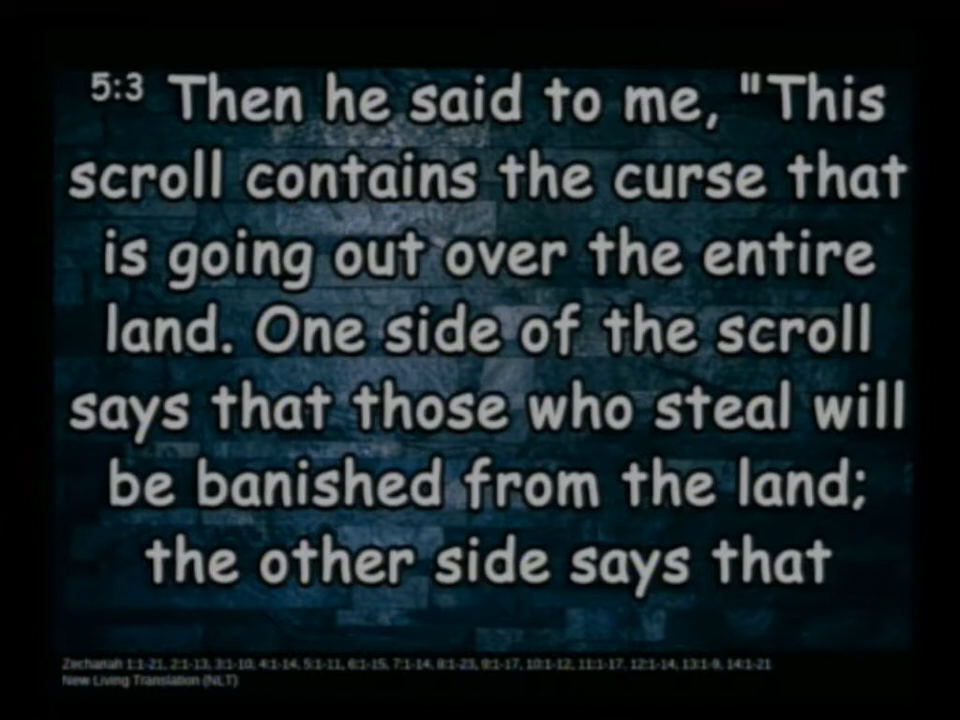 5:3 Then he said to me, "This
scroll contains the curse that
is going out over the entire
land. One side of the scroll
says that those who steal will
be banished from the land;
the other side says that
Zechariah 1:1-21, 2:1-13, 3:1-10, 4:1-14, 5:1-11, 6:1-15, 7:1-14, 8:1-23, 9:1-17, 10:1-12, 11:1-17, 12:1-14, 13:1-9, 14:1-21
New Living Translation (NLT)